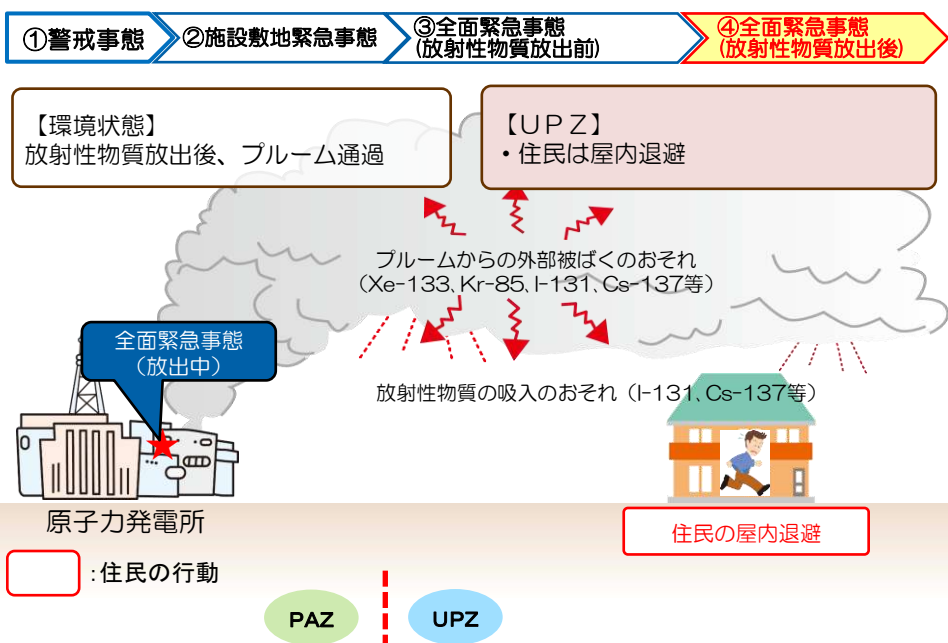 ①警戒事態
②施設敷地緊急事態
③全面緊急事態
(放射性物質放出前)
④全面緊急事態
(放射性物質放出後)
【環境状態】
放射性物質放出後、プルーム通過
【ＵＰＺ】
・住民は屋内退避
プルームからの外部被ばくのおそれ
（Xe-133、Kr-85、I-131、Cs-137等）
全面緊急事態
（放出中）
放射性物質の吸入のおそれ（I-131、Cs-137等）
原子力発電所
住民の屋内退避
：住民の行動
PAZ
UPZ